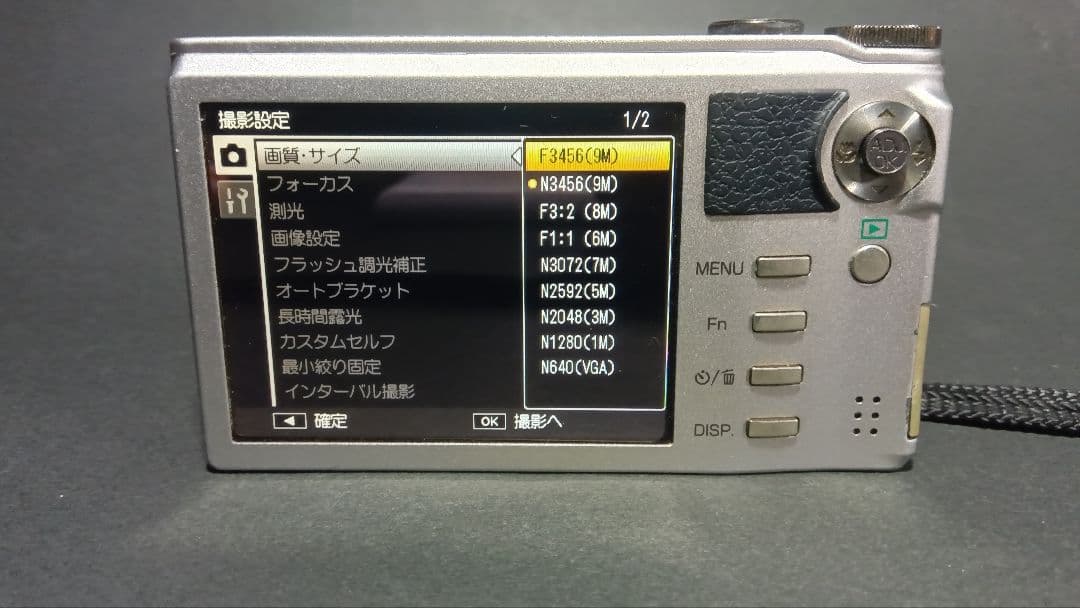 撮影設定 1/2
画質・サイズ F3456(9M)
フォーカス N3456(9M)
測光 F3:2 (8M)
画像設定 F1:1 (6M)
フラッシュ調光補正 N3072(7M)
オートブラケット N2592(5M)
長時間露光 N2048(3M)
カスタムセルフ N1280(1M)
最小絞り固定 N640(VGA)
インターバル撮影
確定 OK 撮影へ
ADJ.
OK
MENU
Fn
DISP.